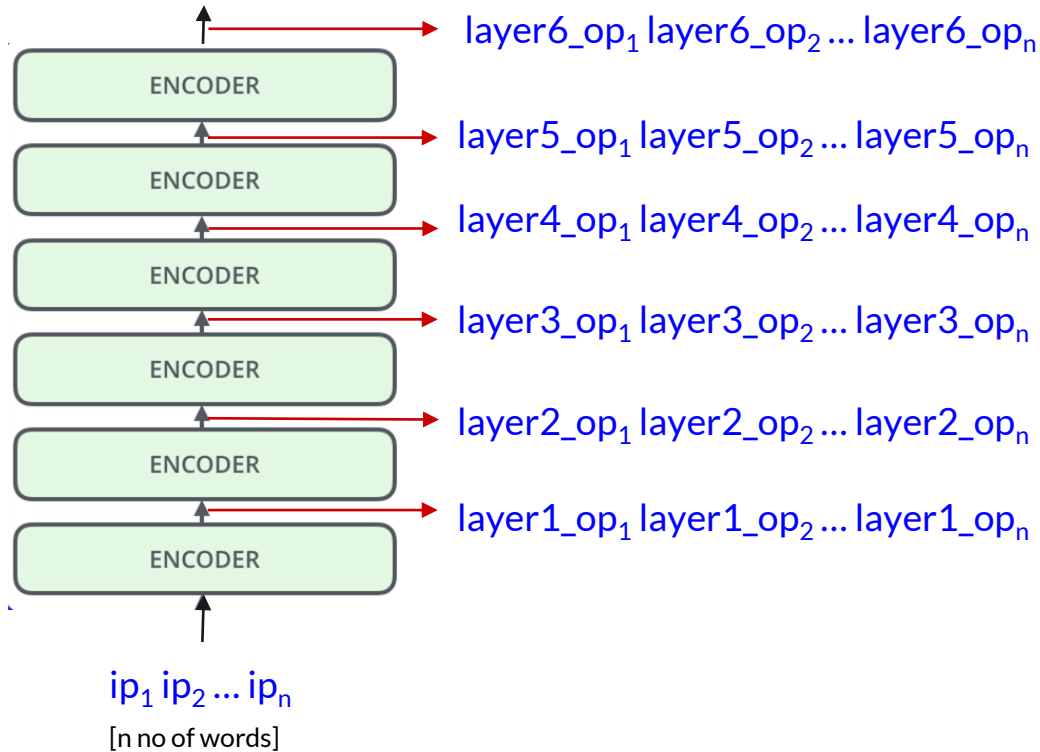 layer6_op₁ layer6_op₂ ... layer6_opₙ
ENCODER
layer5_op₁ layer5_op₂ ... layer5_opₙ
ENCODER
layer4_op₁ layer4_op₂ ... layer4_opₙ
ENCODER
layer3_op₁ layer3_op₂ ... layer3_opₙ
ENCODER
layer2_op₁ layer2_op₂ ... layer2_opₙ
ENCODER
layer1_op₁ layer1_op₂ ... layer1_opₙ
ENCODER
ip₁ ip₂ ... ipₙ
[n no of words]